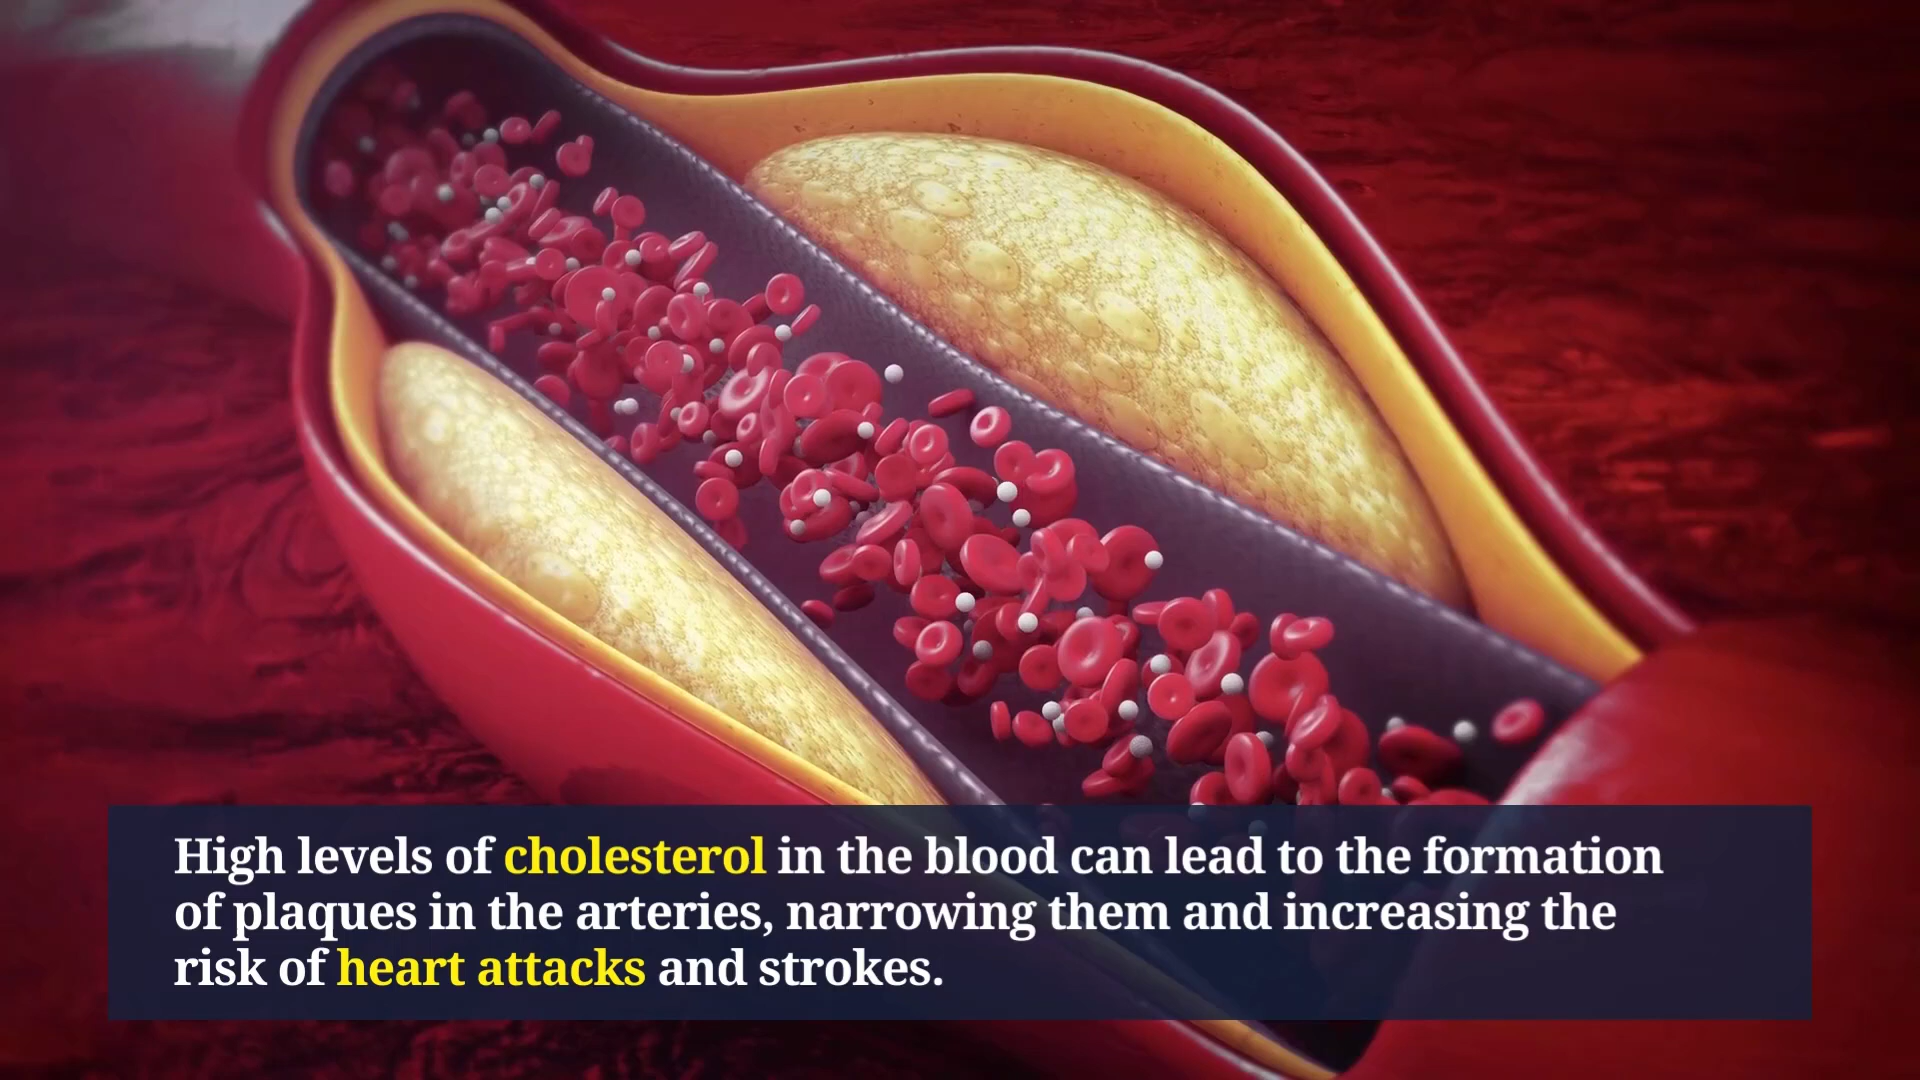 High levels of cholesterol in the blood can lead to the formation
of plaques in the arteries, narrowing them and increasing the
risk of heart attacks and strokes.